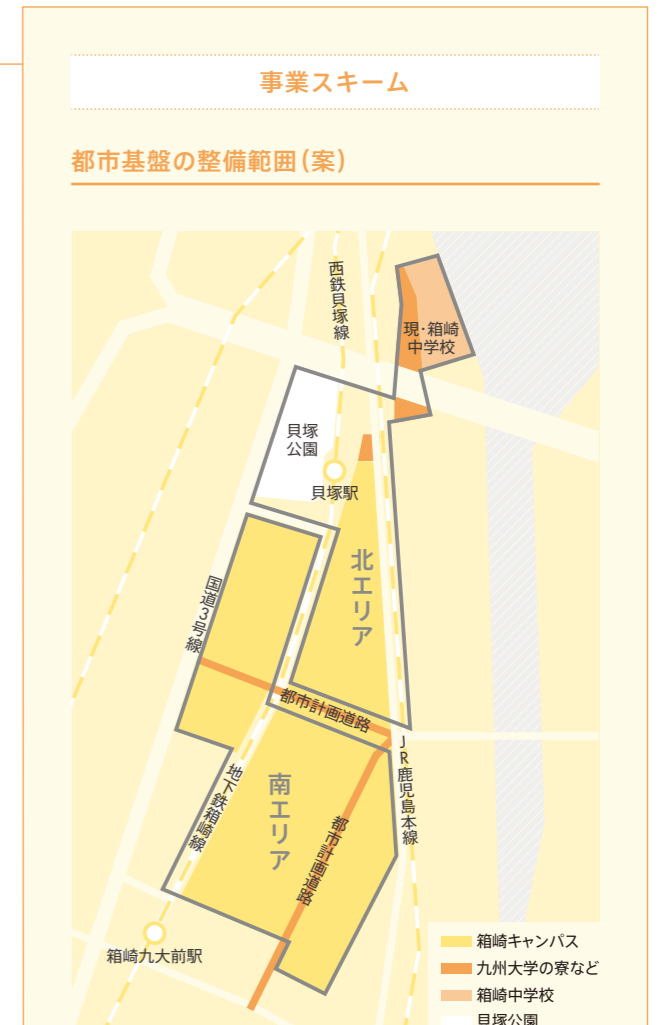 事業スキーム
都市基盤の整備範囲(案)
西鉄貝塚線
現・箱崎
中学校
貝塚
公園
貝塚駅
北エリア
国道3号線
都市計画道路
JR鹿児島本線
地下鉄箱崎線
南エリア
都市計画道路
箱崎九大前駅
箱崎キャンパス
九州大学の寮など
箱崎中学校
貝塚公園